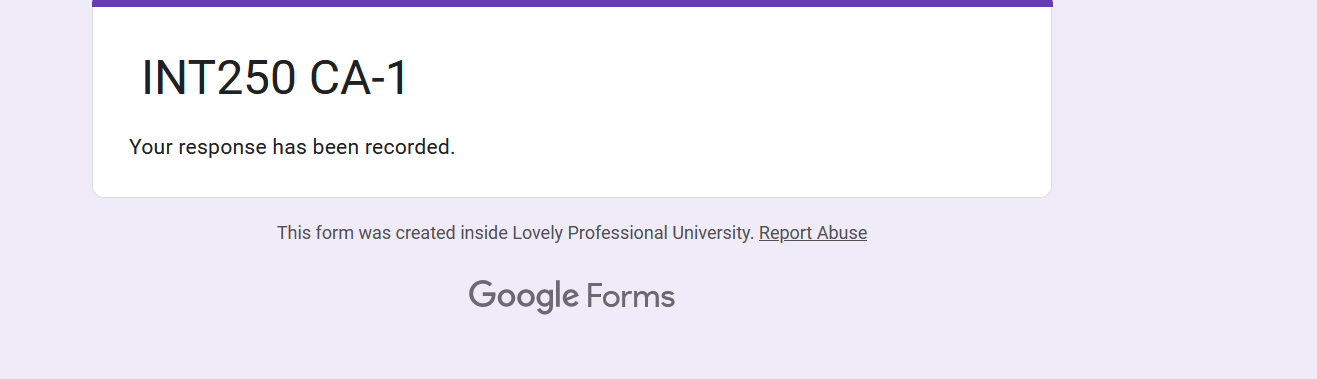 INT250 CA-1
Your response has been recorded.
This form was created inside Lovely Professional University. Report Abuse
Google Forms